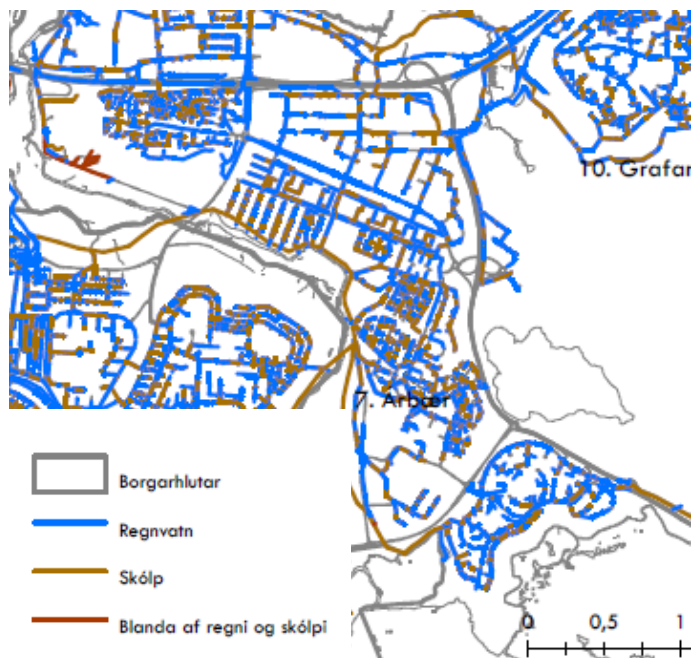 10. Grafar
7. Árbær
Borgarhlutar
Regnvatn
Skólp
Blanda af regni og skólpi
0 0,5 1